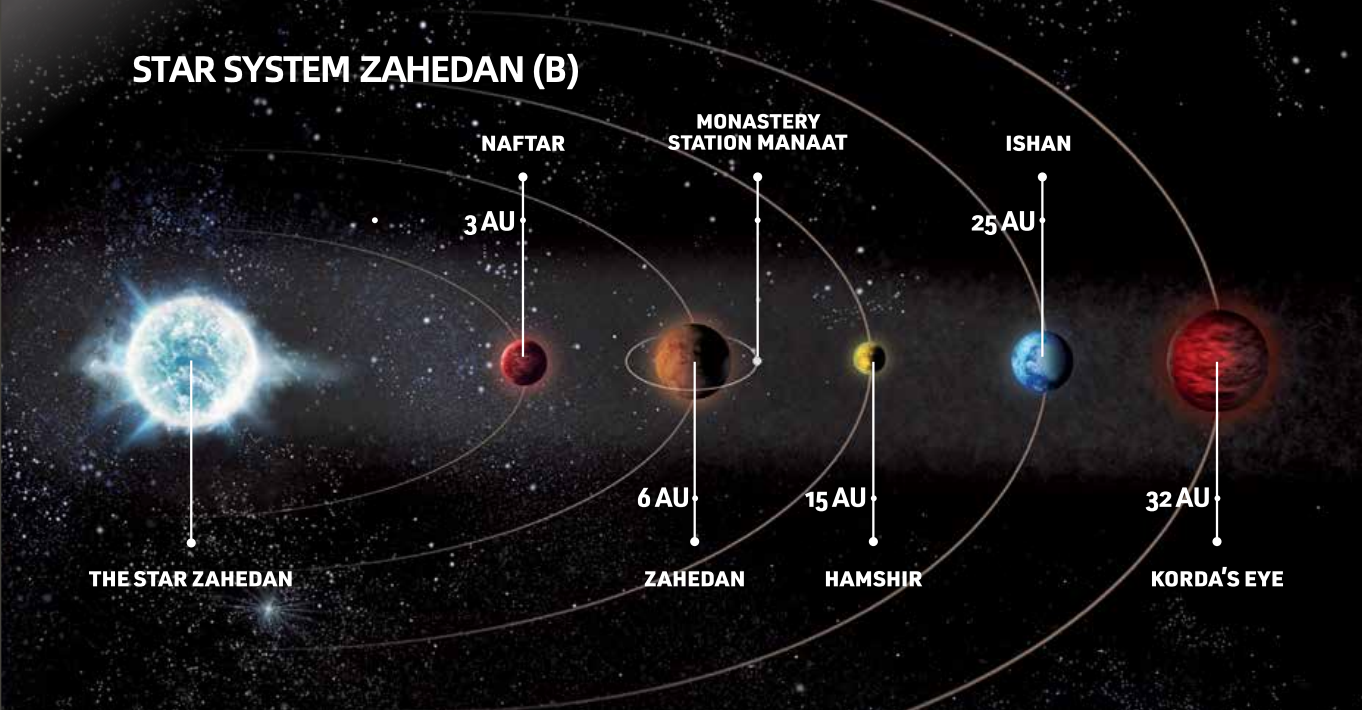 STAR SYSTEM ZAHEDAN (B)
MONASTERY
STATION MANAAT
NAFTAR
ISHAN
3 AU
25 AU
6 AU
15 AU
32 AU
THE STAR ZAHEDAN
ZAHEDAN
HAMSHIR
KORDA'S EYE